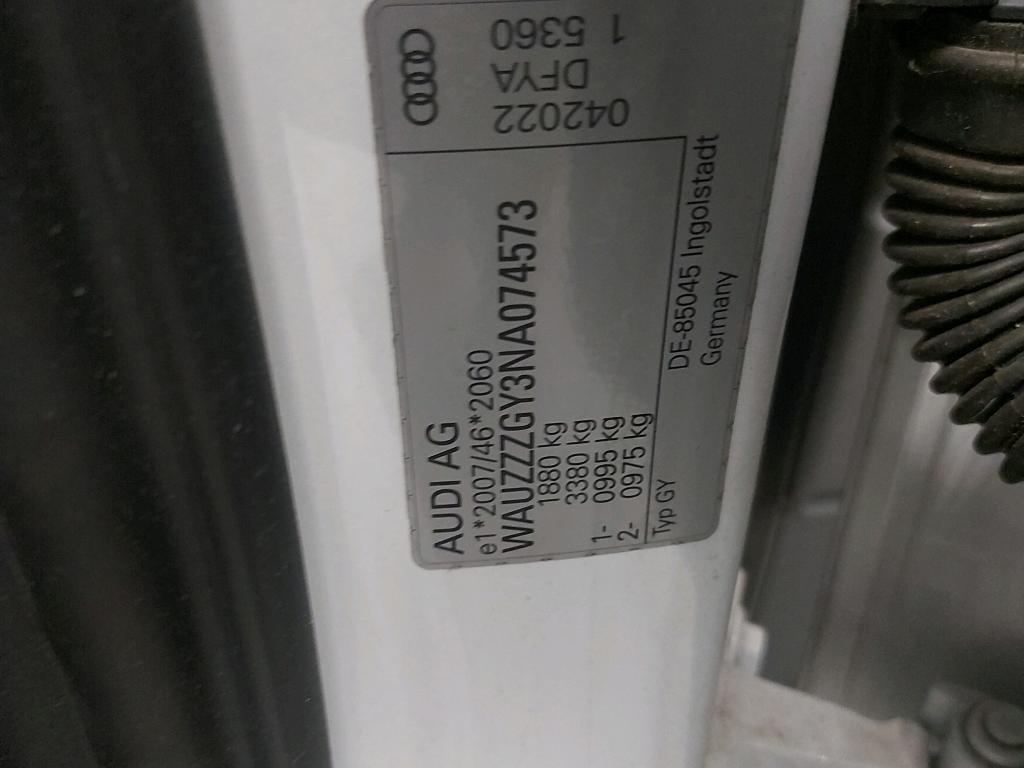 AUDI AG
e1*2007/46*2060
WAUZZZGY3NA074573
1880 kg
3380 kg
1- 0995 kg
2- 0975 kg
Typ GY
DE-85045 Ingolstadt
Germany
042022
DFYA
1 5360